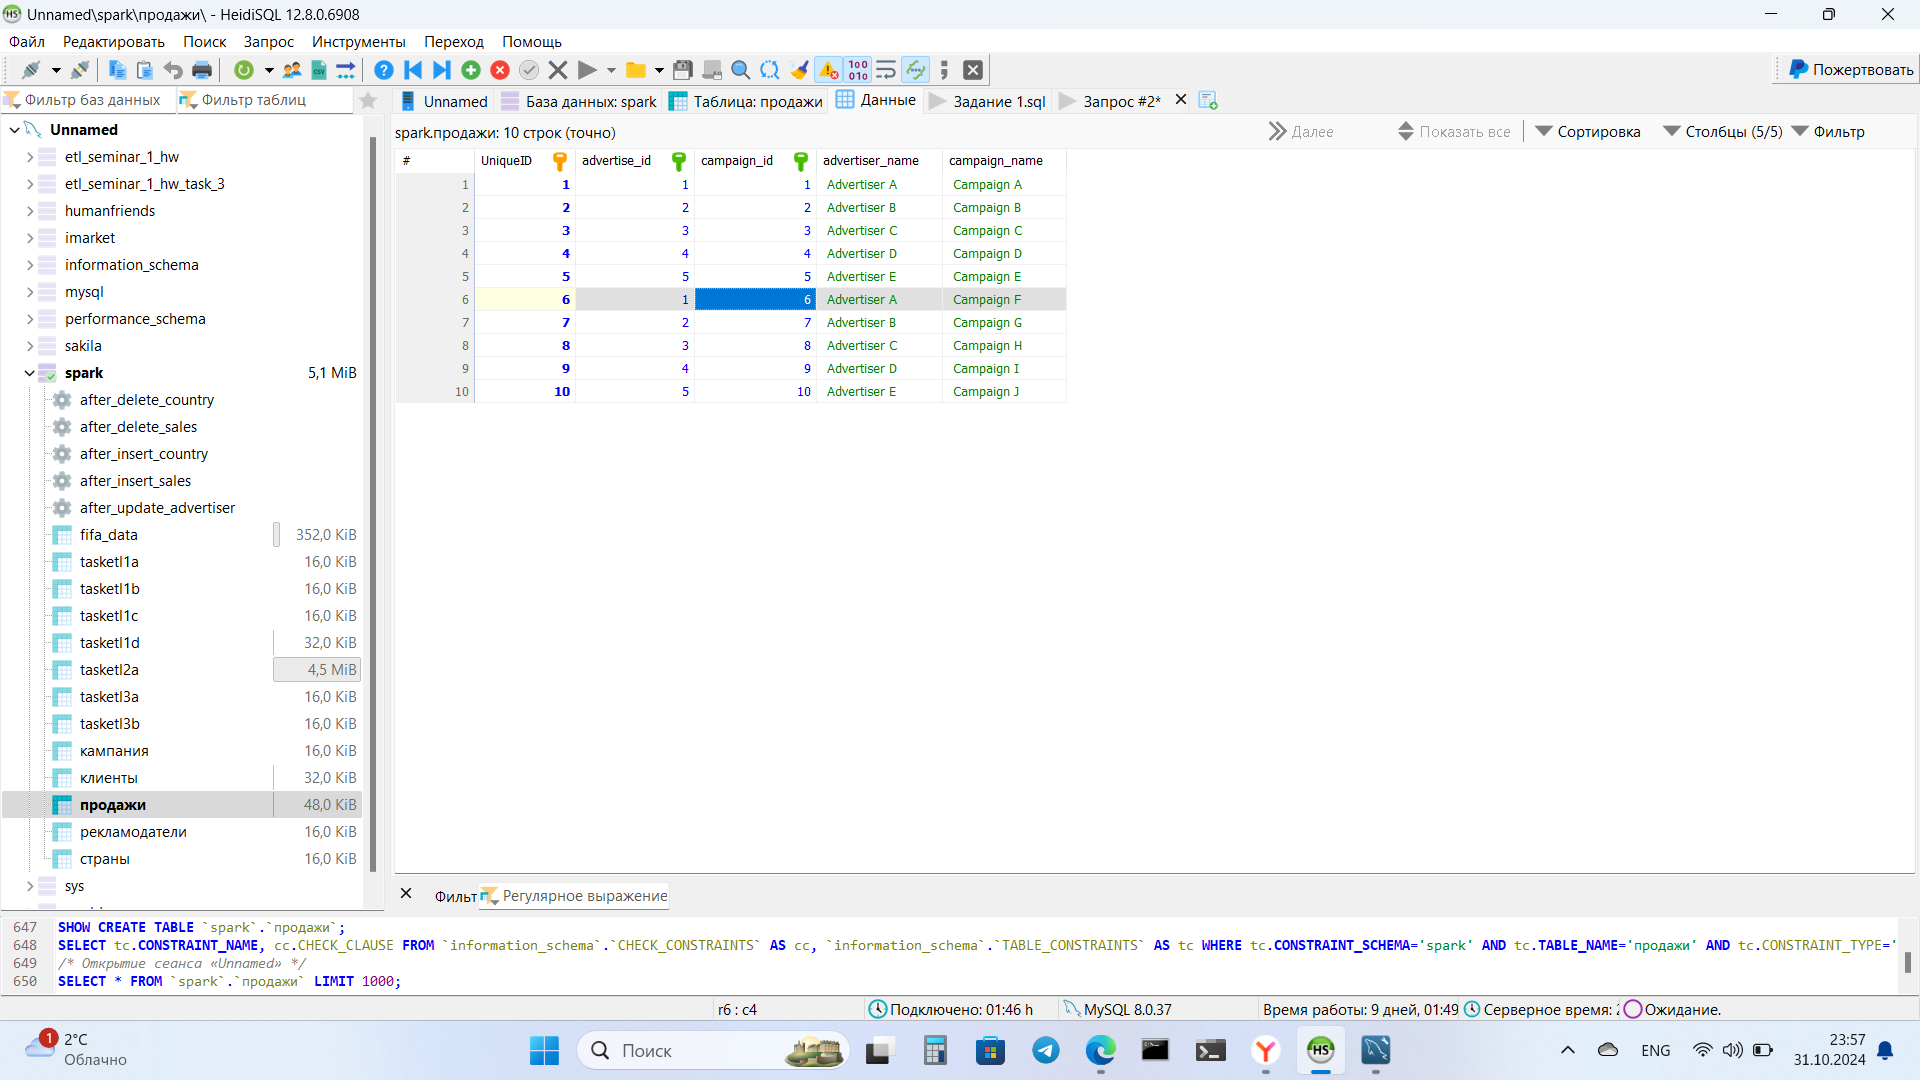 Unnamed\spark\продажи\ - HeidiSQL 12.8.0.6908
Файл Редактировать Поиск Запрос Инструменты Переход Помощь
Пожертвовать
Фильтр баз данных Фильтр таблиц
Unnamed База данных: spark Таблица: продажи Данные Задание 1.sql Запрос #2*
spark.продажи: 10 строк (точно) Далее Показать все Сортировка Столбцы (5/5) Фильтр
Unnamed
etl_seminar_1_hw
etl_seminar_1_hw_task_3
humanfriends
imarket
information_schema
mysql
performance_schema
sakila
spark 5,1 MiB
after_delete_country
after_delete_sales
after_insert_country
after_insert_sales
after_update_advertiser
fifa_data 352,0 KiB
tasketl1a 16,0 KiB
tasketl1b 16,0 KiB
tasketl1c 16,0 KiB
tasketl1d 32,0 KiB
tasketl2a 4,5 MiB
tasketl3a 16,0 KiB
tasketl3b 16,0 KiB
кампания 16,0 KiB
клиенты 32,0 KiB
продажи 48,0 KiB
рекламодатели 16,0 KiB
страны 16,0 KiB
sys
# UniqueID advertise_id campaign_id advertiser_name campaign_name
1 1 1 1 Advertiser A Campaign A
2 2 2 2 Advertiser B Campaign B
3 3 3 3 Advertiser C Campaign C
4 4 4 4 Advertiser D Campaign D
5 5 5 5 Advertiser E Campaign E
6 6 1 6 Advertiser A Campaign F
7 7 2 7 Advertiser B Campaign G
8 8 3 8 Advertiser C Campaign H
9 9 4 9 Advertiser D Campaign I
10 10 5 10 Advertiser E Campaign J
Фильт Регулярное выражение
647 SHOW CREATE TABLE `spark`.`продажи`;
648 SELECT tc.CONSTRAINT_NAME, cc.CHECK_CLAUSE FROM `information_schema`.`CHECK_CONSTRAINTS` AS cc, `information_schema`.`TABLE_CONSTRAINTS` AS tc WHERE tc.CONSTRAINT_SCHEMA='spark' AND tc.TABLE_NAME='продажи' AND tc.CONSTRAINT_TYPE='
649 /* Открытие сеанса «Unnamed» */
650 SELECT * FROM `spark`.`продажи` LIMIT 1000;
r6 : c4 Подключено: 01:46 h MySQL 8.0.37 Время работы: 9 дней, 01:49 Серверное время: Ожидание.
1 2°C
Облачно
Поиск
HS
ENG
23:57
31.10.2024